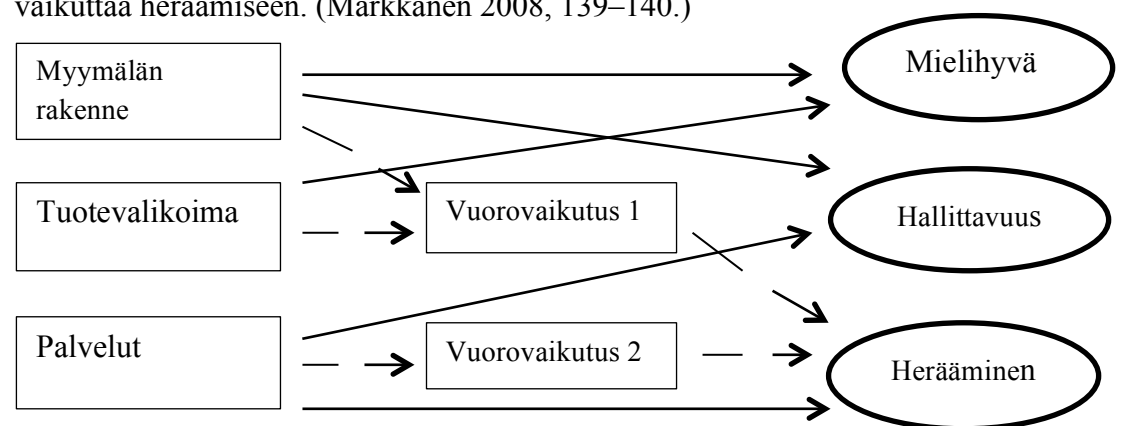 vaikuttaa heräämiseen. (Markkanen 2008, 139–140.)
Myymälän
rakenne
Mielihyvä
Tuotevalikoima
Vuorovaikutus 1
Hallittavuus
Palvelut
Vuorovaikutus 2
Herääminen